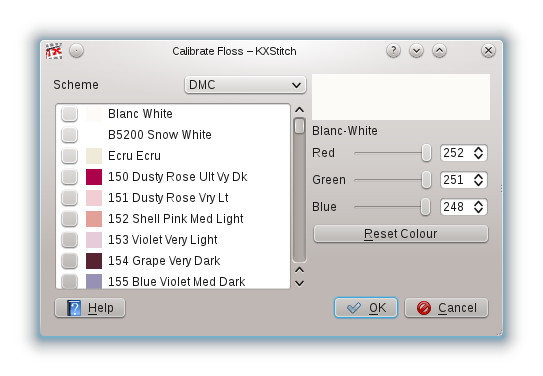 Calibrate Floss – KXStitch
Scheme
DMC
Blanc White
B5200 Snow White
Ecru Ecru
150 Dusty Rose Ult Vy Dk
151 Dusty Rose Vry Lt
152 Shell Pink Med Light
153 Violet Very Light
154 Grape Very Dark
155 Blue Violet Med Dark
Blanc-White
Red 252
Green 251
Blue 248
Reset Colour
Help
OK
Cancel